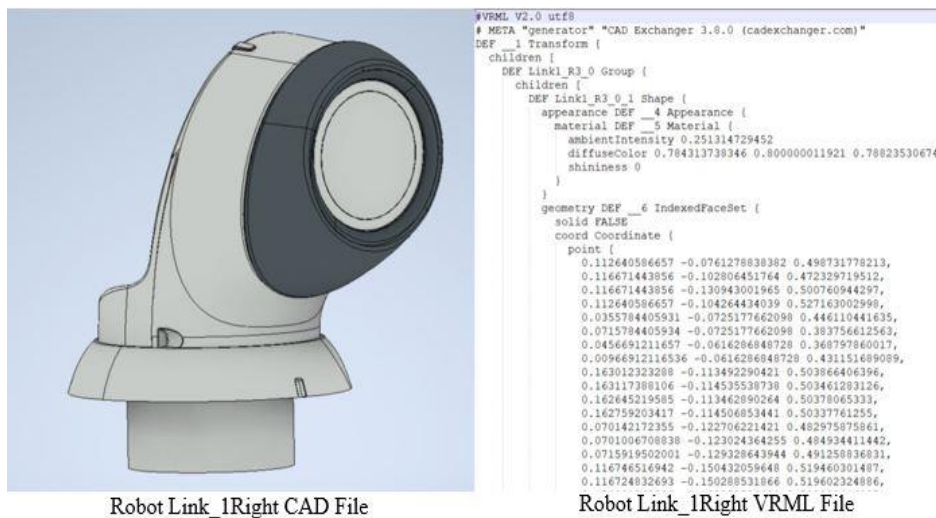 #VRML V2.0 utf8
# META "generator" "CAD Exchanger 3.8.0 (cadexchanger.com)"
DEF __1 Transform {
children [
DEF Link1_R3_0 Group {
children [
DEF Link1_R3_0_1 Shape {
appearance DEF __4 Appearance {
material DEF __5 Material {
ambientIntensity 0.251314729452
diffuseColor 0.784313738346 0.800000011921 0.78823530674
shininess 0
}
}
geometry DEF __6 IndexedFaceSet {
solid FALSE
coord Coordinate {
point [
0.112640586657 -0.0761278838382 0.498731778213,
0.116671443856 -0.102806451764 0.472329719512,
0.116671443856 -0.130943001965 0.500760944297,
0.112640586657 -0.104264434039 0.527163002998,
0.0355784405931 -0.0725177662098 0.446110441635,
0.0715784405934 -0.0725177662098 0.383756612563,
0.0456691211657 -0.0616286848728 0.368797860017,
0.00966912116536 -0.0616286848728 0.431151689089,
0.163012323288 -0.113492290421 0.503866406396,
0.163117388106 -0.114535538738 0.503461283126,
0.162645219585 -0.113462890264 0.50378065333,
0.162759203417 -0.114506853441 0.50337761255,
0.070142172355 -0.122706221421 0.482975875861,
0.0701006708838 -0.123024364255 0.484934411442,
0.0715919502001 -0.129328643944 0.491258836831,
0.116746516942 -0.150432059648 0.519460301487,
0.116724832693 -0.150288531866 0.519602324886,
Robot Link_1Right CAD File
Robot Link_1Right VRML File